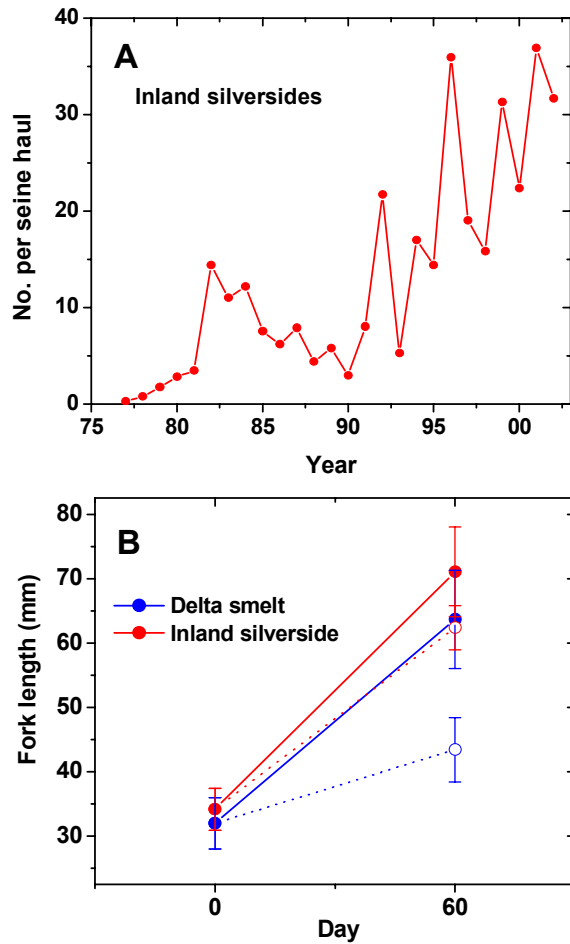 A
Inland silversides
No. per seine haul
40
30
20
10
0
75 80 85 90 95 00
Year
B
Delta smelt
Inland silverside
Fork length (mm)
80
70
60
50
40
30
0 60
Day